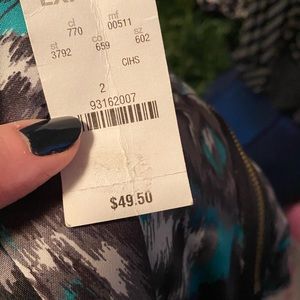 cl mf
770 00511
st co sz
3792 659 602
CIHS
2
93162007
$49.50